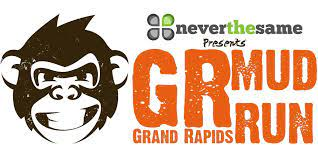 neverthesame
Presents
GR MUD
GRAND RAPIDS RUN